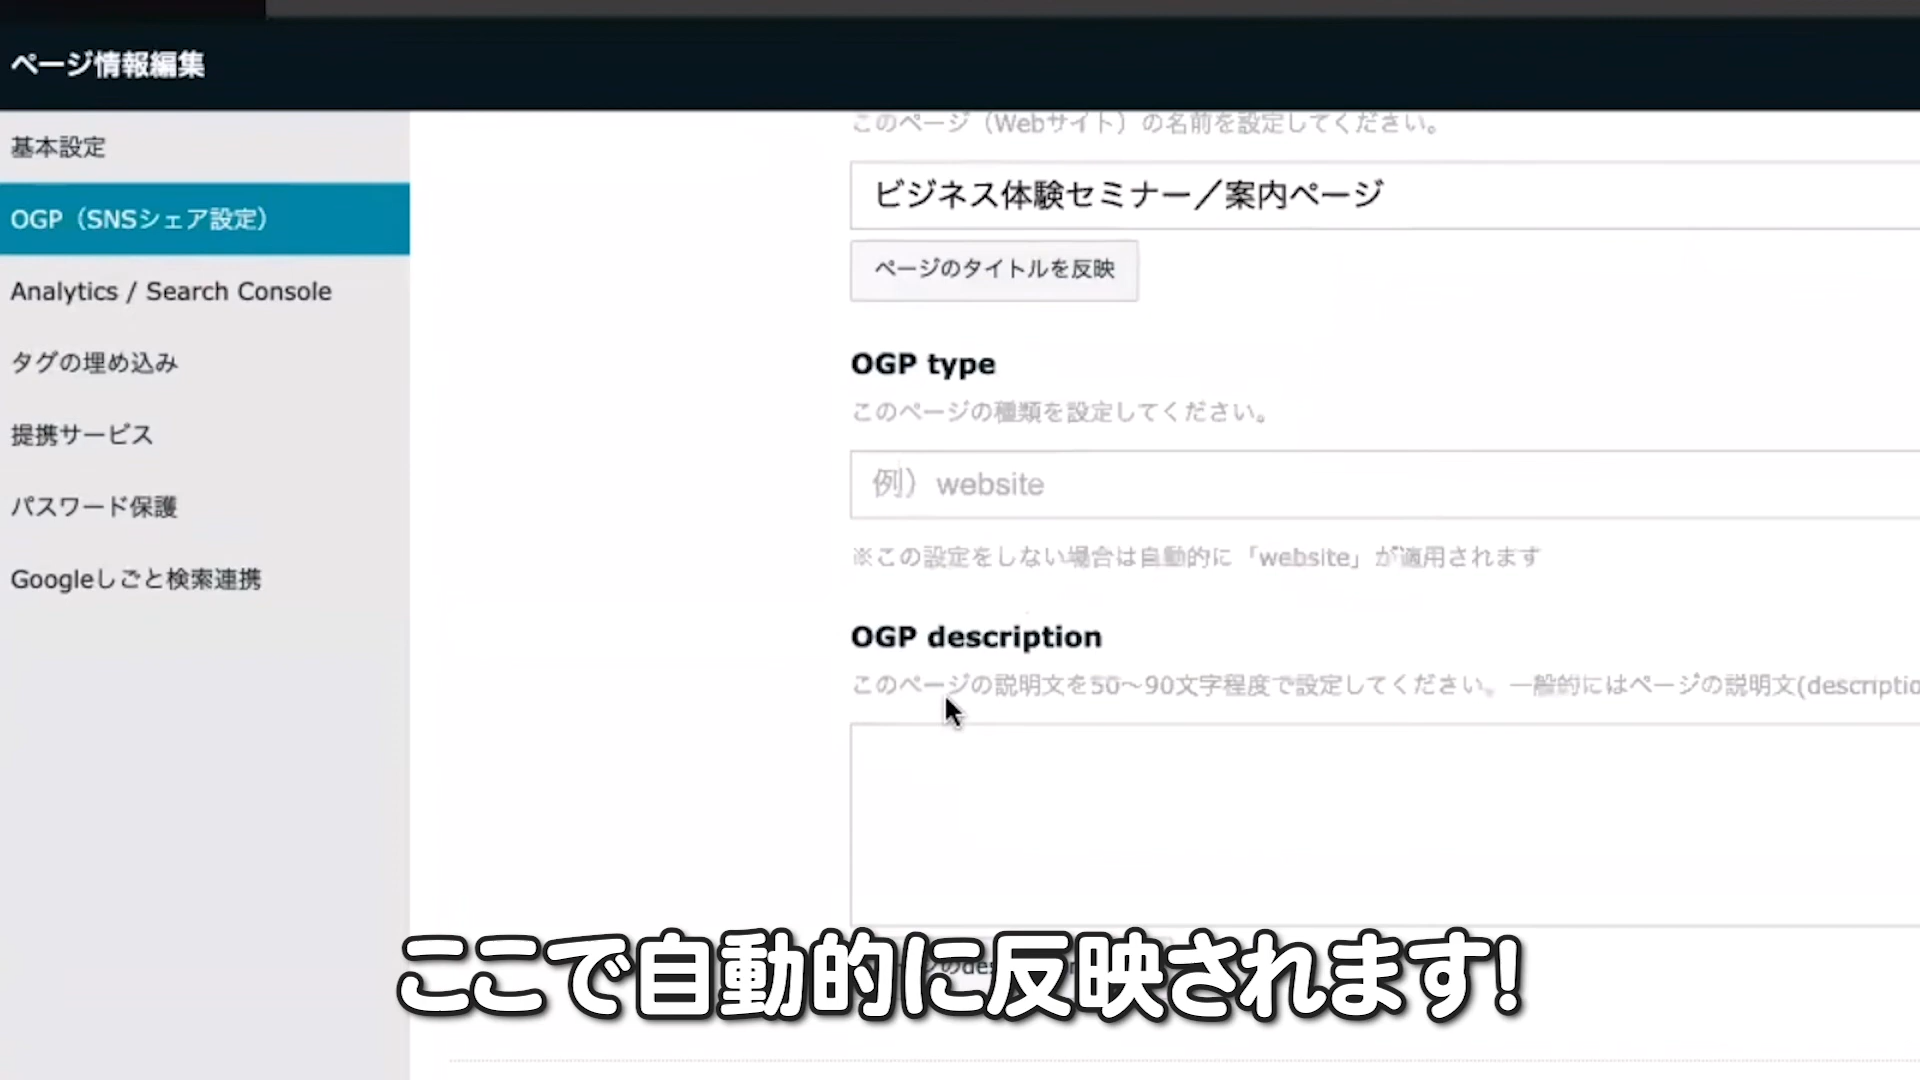 ページ情報編集
基本設定
OGP（SNSシェア設定）
Analytics / Search Console
タグの埋め込み
提携サービス
パスワード保護
Googleしごと検索連携
このページ（Webサイト）の名前を設定してください。
ビジネス体験セミナー／案内ページ
ページのタイトルを反映
OGP type
このページの種類を設定してください。
例）website
※この設定をしない場合は自動的に「website」が適用されます
OGP description
このページの説明文を50〜90文字程度で設定してください。一般的にはページの説明文(descriptio
ここで自動的に反映されます!